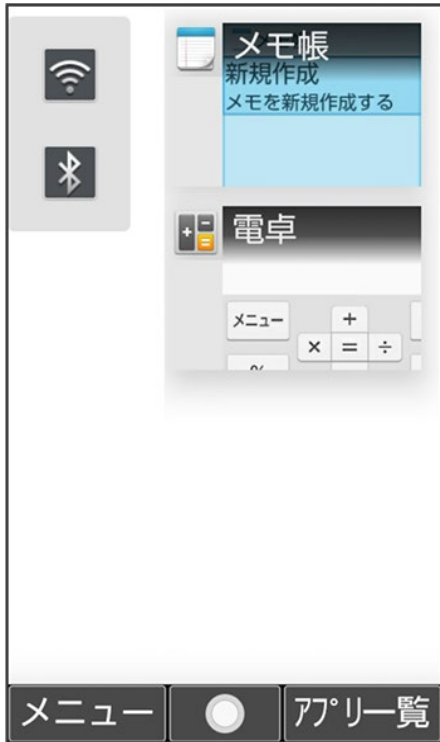 メモ帳
新規作成
メモを新規作成する
電卓
メニュー
+
× = ÷
メニュー
アプリ一覧